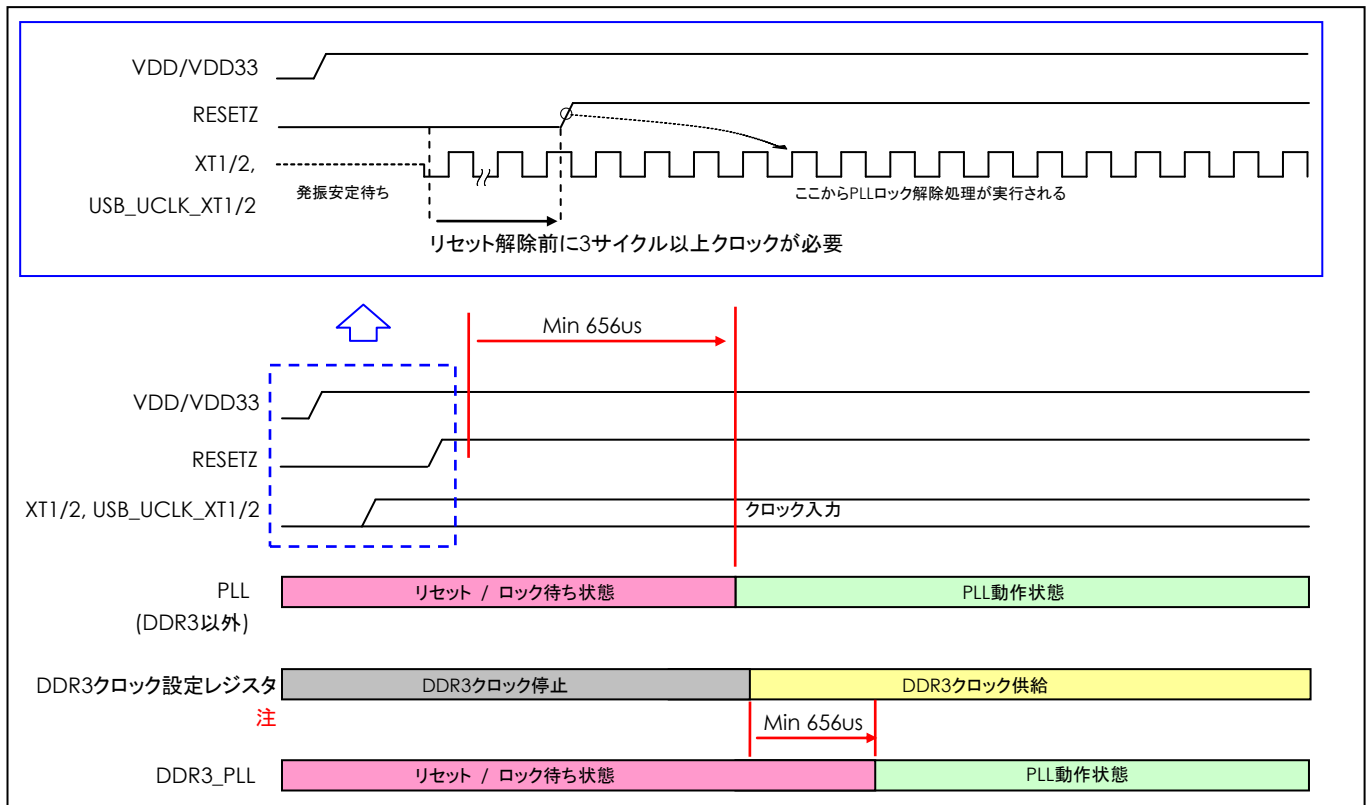 VDD/VDD33
RESETZ
XT1/2,
USB_UCLK_XT1/2
発振安定待ち
ここからPLLロック解除処理が実行される
リセット解除前に3サイクル以上クロックが必要
Min 656us
VDD/VDD33
RESETZ
XT1/2, USB_UCLK_XT1/2
クロック入力
PLL
(DDR3以外)
リセット / ロック待ち状態
PLL動作状態
DDR3クロック設定レジスタ
注
DDR3クロック停止
DDR3クロック供給
Min 656us
DDR3_PLL
リセット / ロック待ち状態
PLL動作状態